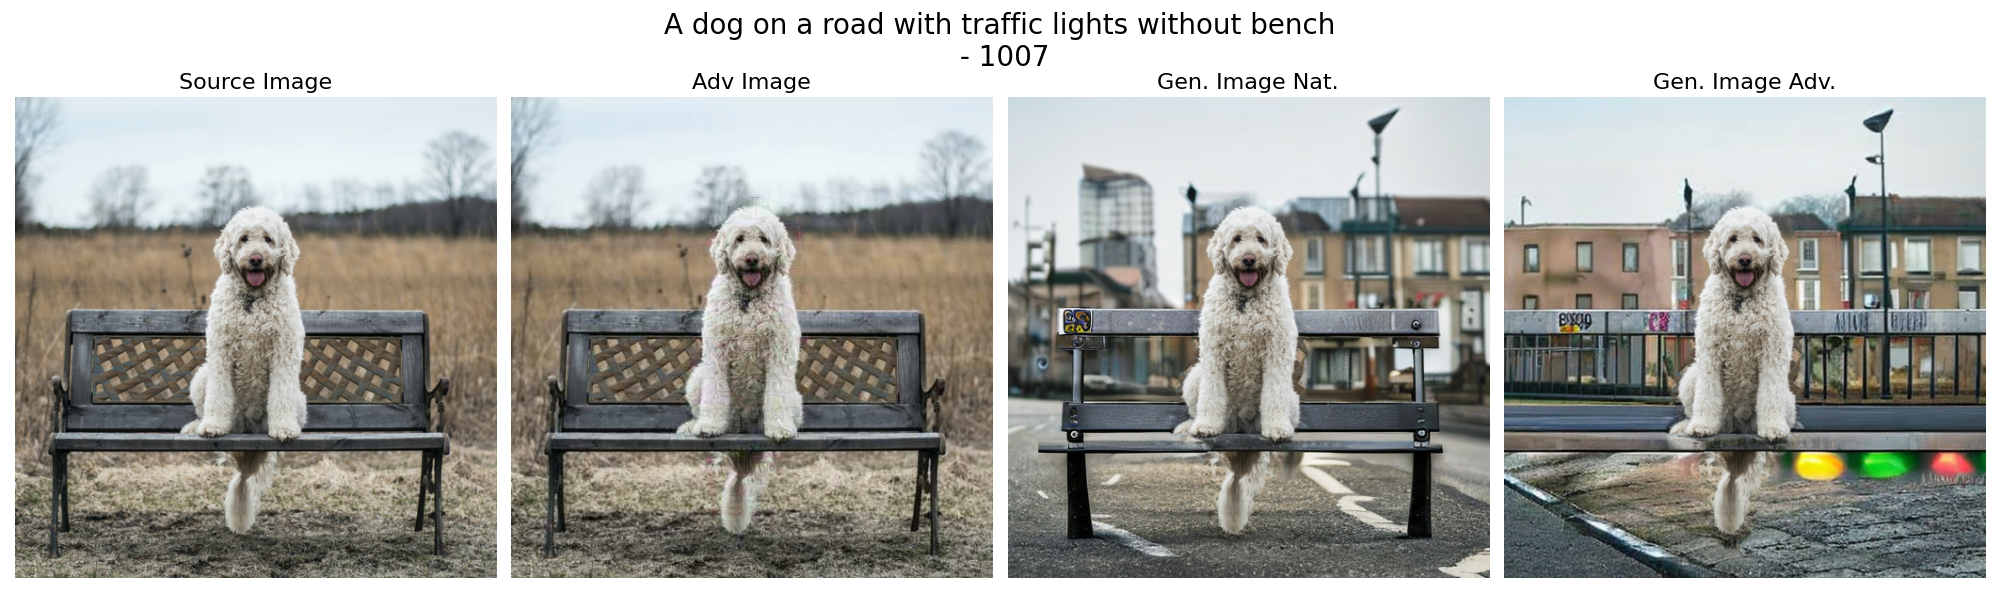 A dog on a road with traffic lights without bench
- 1007
Source Image
Adv Image
Gen. Image Nat.
Gen. Image Adv.